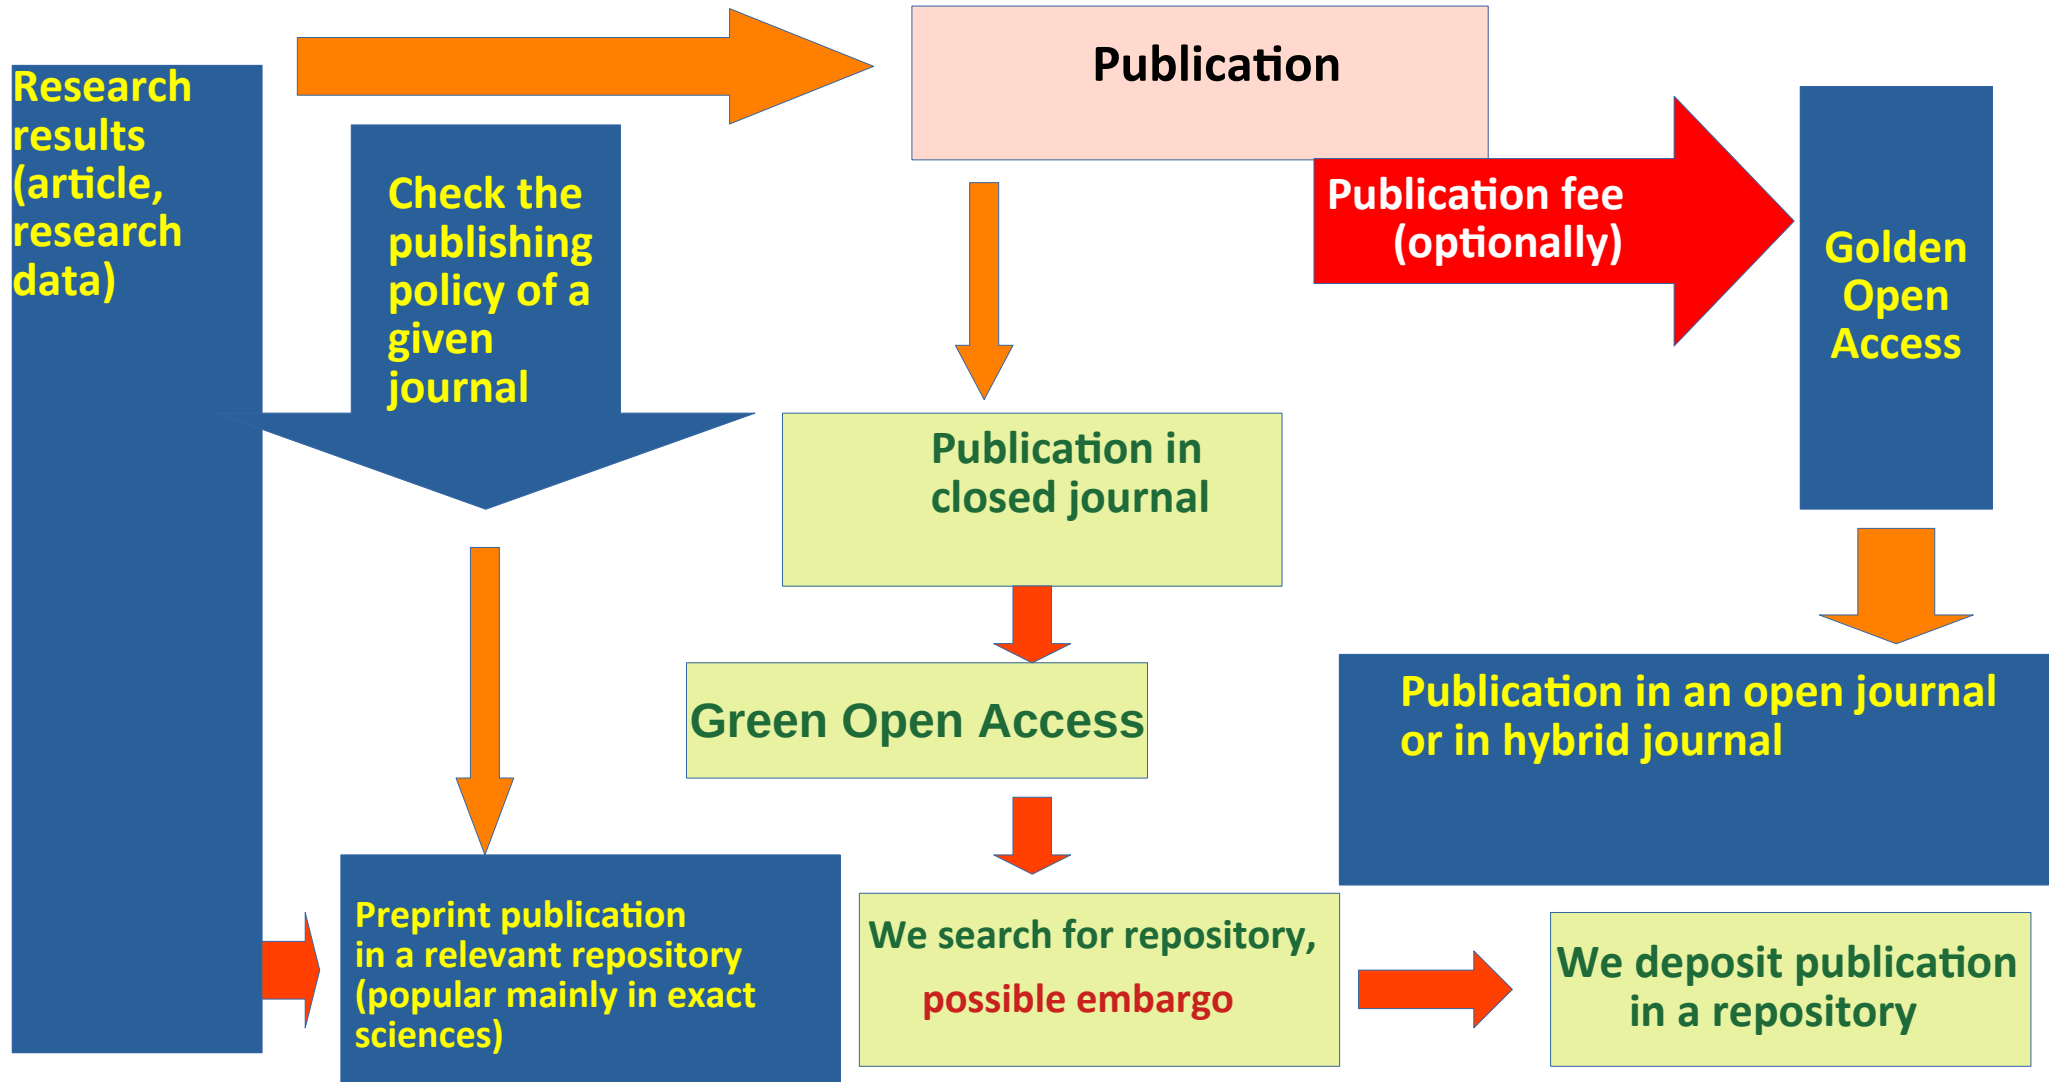 Research
results
(article,
research
data)
Check the
publishing
policy of a
given
journal
Publication
Publication fee
(optionally)
Golden
Open
Access
Publication in
closed journal
Green Open Access
Publication in an open journal
or in hybrid journal
Preprint publication
in a relevant repository
(popular mainly in exact
sciences)
We search for repository,
possible embargo
We deposit publication
in a repository